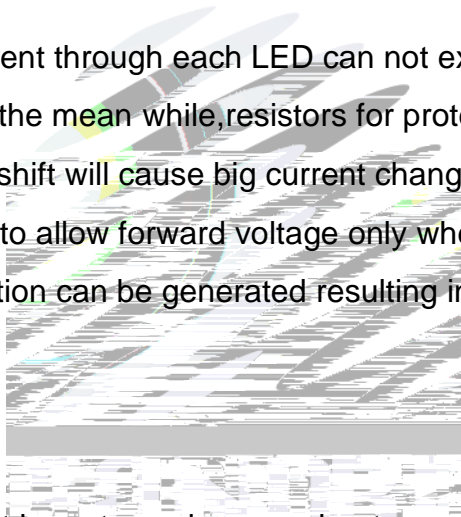 ent through each LED can not ex
the mean while,resistors for prote
shift will cause big current chang
to allow forward voltage only whe
tion can be generated resulting in